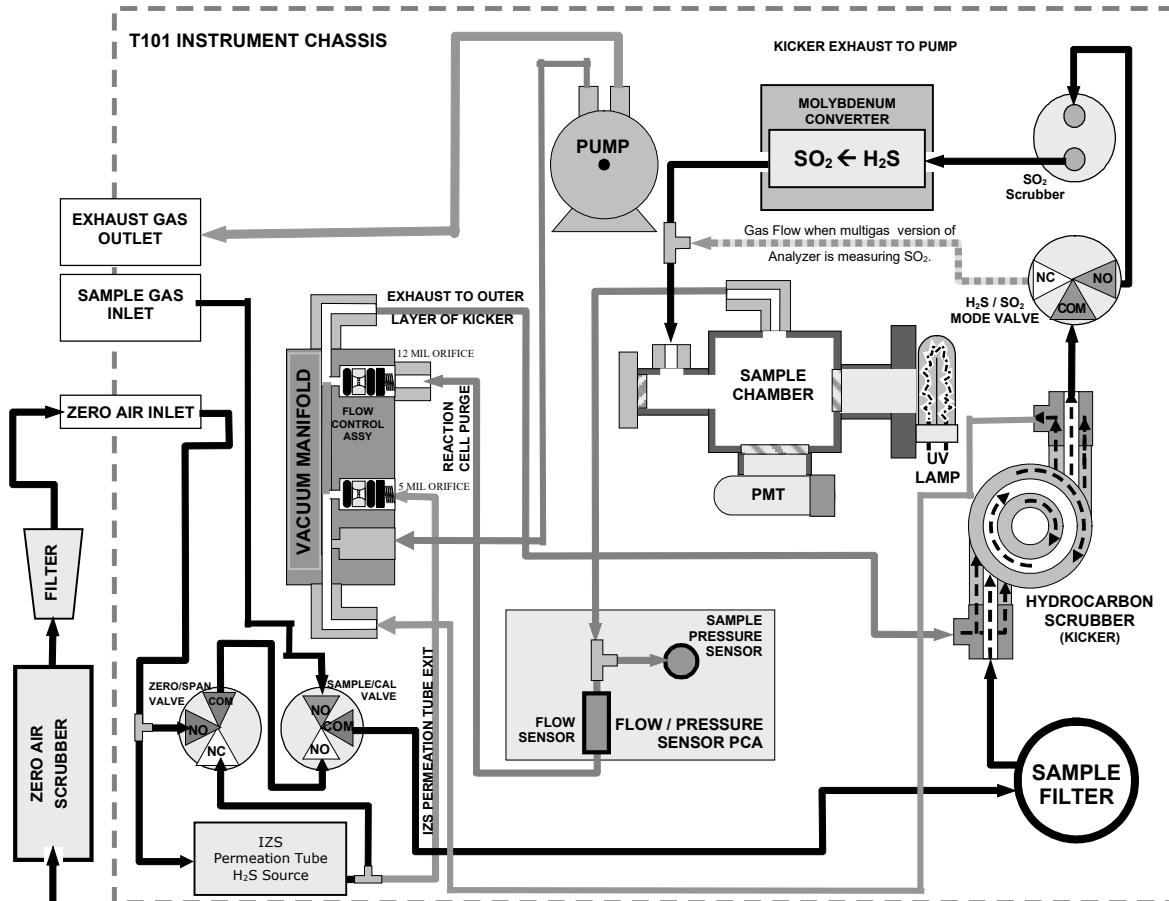 T101 INSTRUMENT CHASSIS
KICKER EXHAUST TO PUMP
MOLYBDENUM
CONVERTER
SO₂ ← H₂S
SO₂
Scrubber
PUMP
EXHAUST GAS
OUTLET
SAMPLE GAS
INLET
ZERO AIR INLET
Gas Flow when multigas version of
Analyzer is measuring SO₂.
NC
NO
COM
H₂S / SO₂
MODE VALVE
EXHAUST TO OUTER
LAYER OF KICKER
12 MIL ORIFICE
VACUUM MANIFOLD
FLOW
CONTROL
ASSY
5 MIL ORIFICE
REACTION
CELL PURGE
SAMPLE
CHAMBER
UV
LAMP
PMT
HYDROCARBON
SCRUBBER
(KICKER)
FILTER
ZERO AIR
SCRUBBER
ZERO/SPAN
VALVE
COM
NO
NC
SAMPLE/CAL
VALVE
NO
COM
NO
IZS PERMEATION TUBE EXIT
SAMPLE
PRESSURE
SENSOR
FLOW
SENSOR
FLOW / PRESSURE
SENSOR PCA
SAMPLE
FILTER
IZS
Permeation Tube
H₂S Source